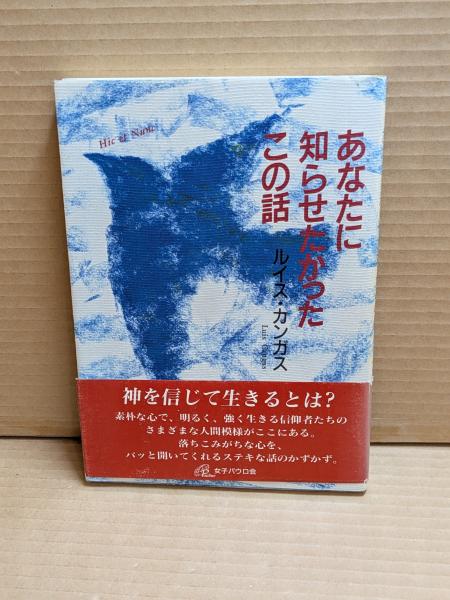 Hic et Nunc
あなたに
知らせたかった
この話
ルイス・カンガス
Luis Cangas
神を信じて生きるとは?
素朴な心で、明るく、強く生きる信仰者たちの
さまざまな人間模様がここにある。
落ちこみがちな心を、
パッと開いてくれるステキな話のかずかず。
女子パウロ会